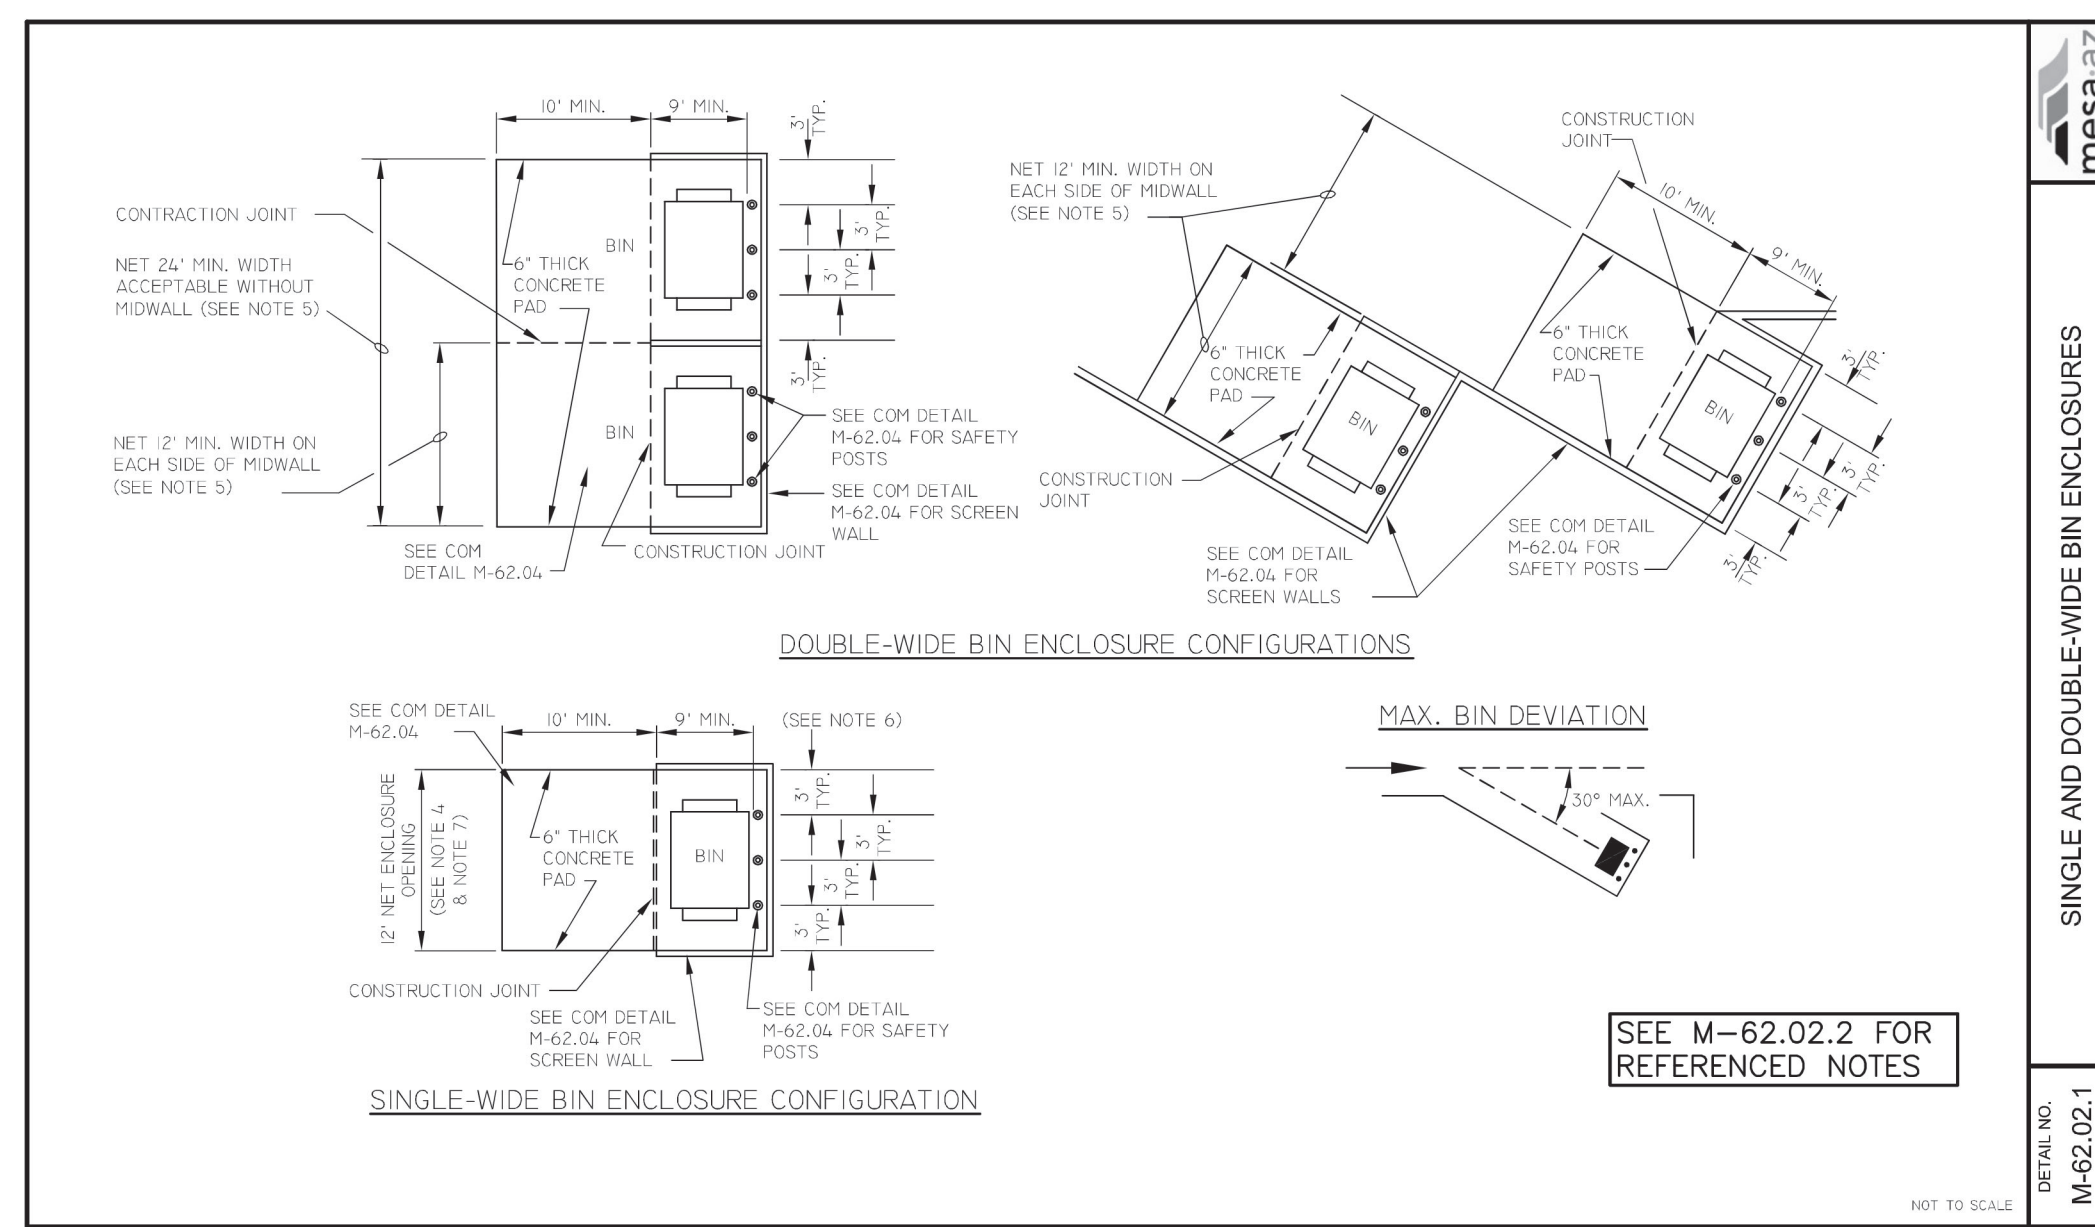 10' MIN.
9' MIN.
3'
TYP.
CONTRACTION JOINT
NET 24' MIN. WIDTH
ACCEPTABLE WITHOUT
MIDWALL (SEE NOTE 5)
NET 12' MIN. WIDTH ON
EACH SIDE OF MIDWALL
(SEE NOTE 5)
BIN
6" THICK
CONCRETE
PAD
3'
TYP.
3'
TYP.
3'
TYP.
BIN
SEE COM DETAIL
M-62.04 FOR SAFETY
POSTS
SEE COM DETAIL
M-62.04 FOR SCREEN
WALL
SEE COM
DETAIL M-62.04
CONSTRUCTION JOINT
NET 12' MIN. WIDTH ON
EACH SIDE OF MIDWALL
(SEE NOTE 5)
CONSTRUCTION
JOINT
10' MIN.
9' MIN.
6" THICK
CONCRETE
PAD
6" THICK
CONCRETE
PAD
BIN
BIN
3'
TYP.
3'
TYP.
3'
TYP.
3'
TYP.
CONSTRUCTION
JOINT
SEE COM DETAIL
M-62.04 FOR
SCREEN WALLS
SEE COM DETAIL
M-62.04 FOR
SAFETY POSTS
DOUBLE-WIDE BIN ENCLOSURE CONFIGURATIONS
SEE COM DETAIL
M-62.04
10' MIN.
9' MIN.
(SEE NOTE 6)
12' NET ENCLOSURE
OPENING
(SEE NOTE 4
& NOTE 7)
6" THICK
CONCRETE
PAD
BIN
3'
TYP.
3'
TYP.
3'
TYP.
3'
TYP.
CONSTRUCTION JOINT
SEE COM DETAIL
M-62.04 FOR
SCREEN WALL
SEE COM DETAIL
M-62.04 FOR SAFETY
POSTS
SINGLE-WIDE BIN ENCLOSURE CONFIGURATION
MAX. BIN DEVIATION
30° MAX.
SEE M-62.02.2 FOR
REFERENCED NOTES
NOT TO SCALE
mesa·az
SINGLE AND DOUBLE-WIDE BIN ENCLOSURES
DETAIL NO.
M-62.02.1